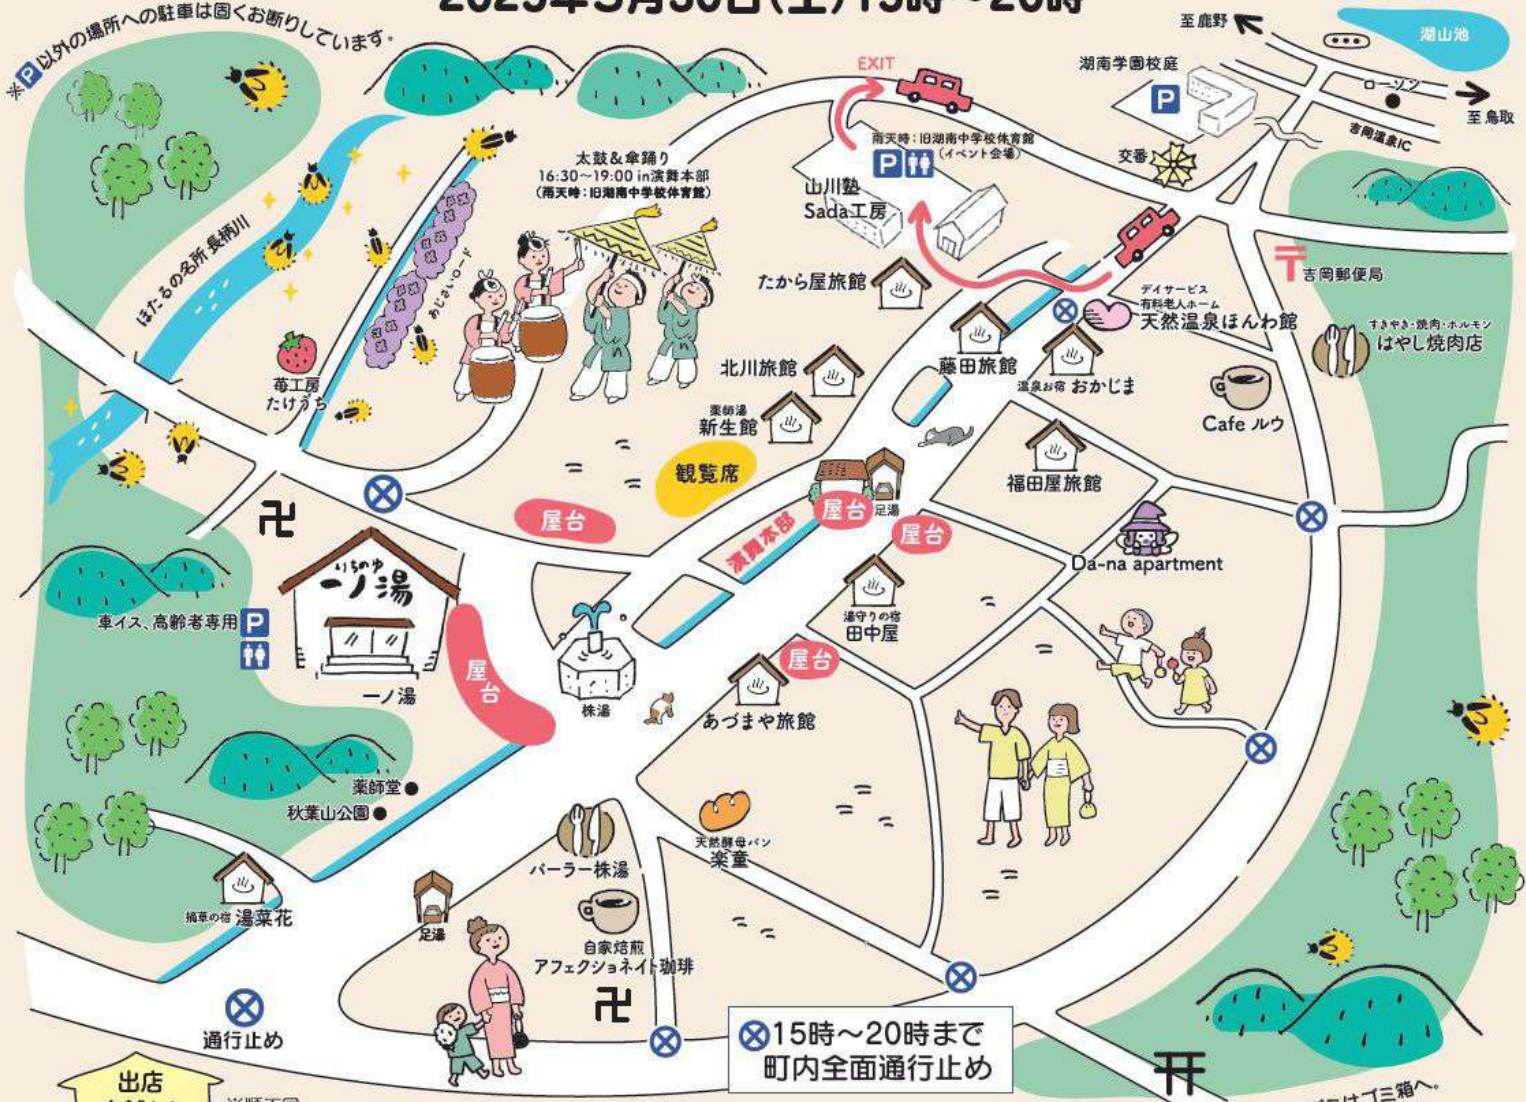 ※P以外の場所への駐車は固くお断りしています。
至鹿野
湖山池
湖南学園校庭
P
ローソン
至鳥取
吉岡温泉IC
交番
EXIT
雨天時：旧湖南中学校体育館
（イベント会場）
P
山川塾
Sada工房
太鼓&傘踊り
16:30～19:00 in演舞本部
（雨天時：旧湖南中学校体育館）
ほたるの名所 長柄川
あじさいロード
苺工房
たけうち
たから屋旅館
〒吉岡郵便局
デイサービス
有料老人ホーム
天然温泉ほんわ館
すきやき・焼肉・ホルモン
はやし焼肉店
北川旅館
藤田旅館
温泉お宿 おかじま
Cafe ルウ
薬師湯
新生館
観覧席
福田屋旅館
屋台
屋台
足湯
屋台
演舞本部
Da-na apartment
卍
いちのゆ
一ノ湯
車イス、高齢者専用P
一ノ湯
屋台
株湯
湯守りの宿
田中屋
屋台
あづまや旅館
薬師堂
秋葉山公園
摘草の宿 湯菜花
足湯
パーラー株湯
天然酵母パン
楽童
自家焙煎
アフェクショネイト珈琲
卍
通行止め
15時～20時まで
町内全面通行止め
出店
※順不同
はゴミ箱へ。